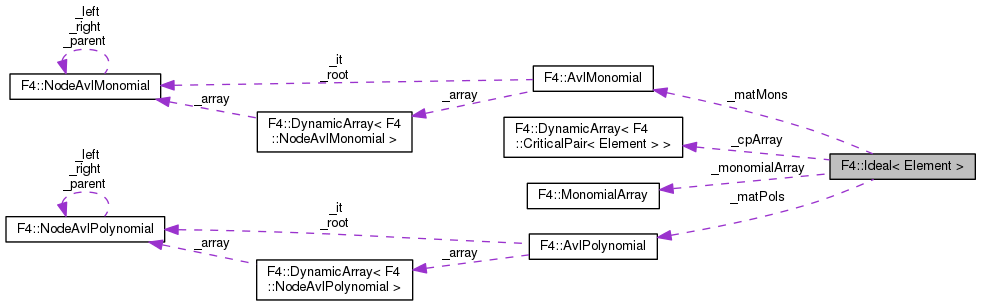 _left
_right
_parent
F4::NodeAvlMonomial
_it
_root
_array
F4::DynamicArray< F4
::NodeAvlMonomial >
_array
F4::AvlMonomial
_matMons
F4::DynamicArray< F4
::CriticalPair< Element > >
_cpArray
F4::Ideal< Element >
_monomialArray
F4::MonomialArray
_matPols
_left
_right
_parent
F4::NodeAvlPolynomial
_it
_root
_array
F4::DynamicArray< F4
::NodeAvlPolynomial >
_array
F4::AvlPolynomial